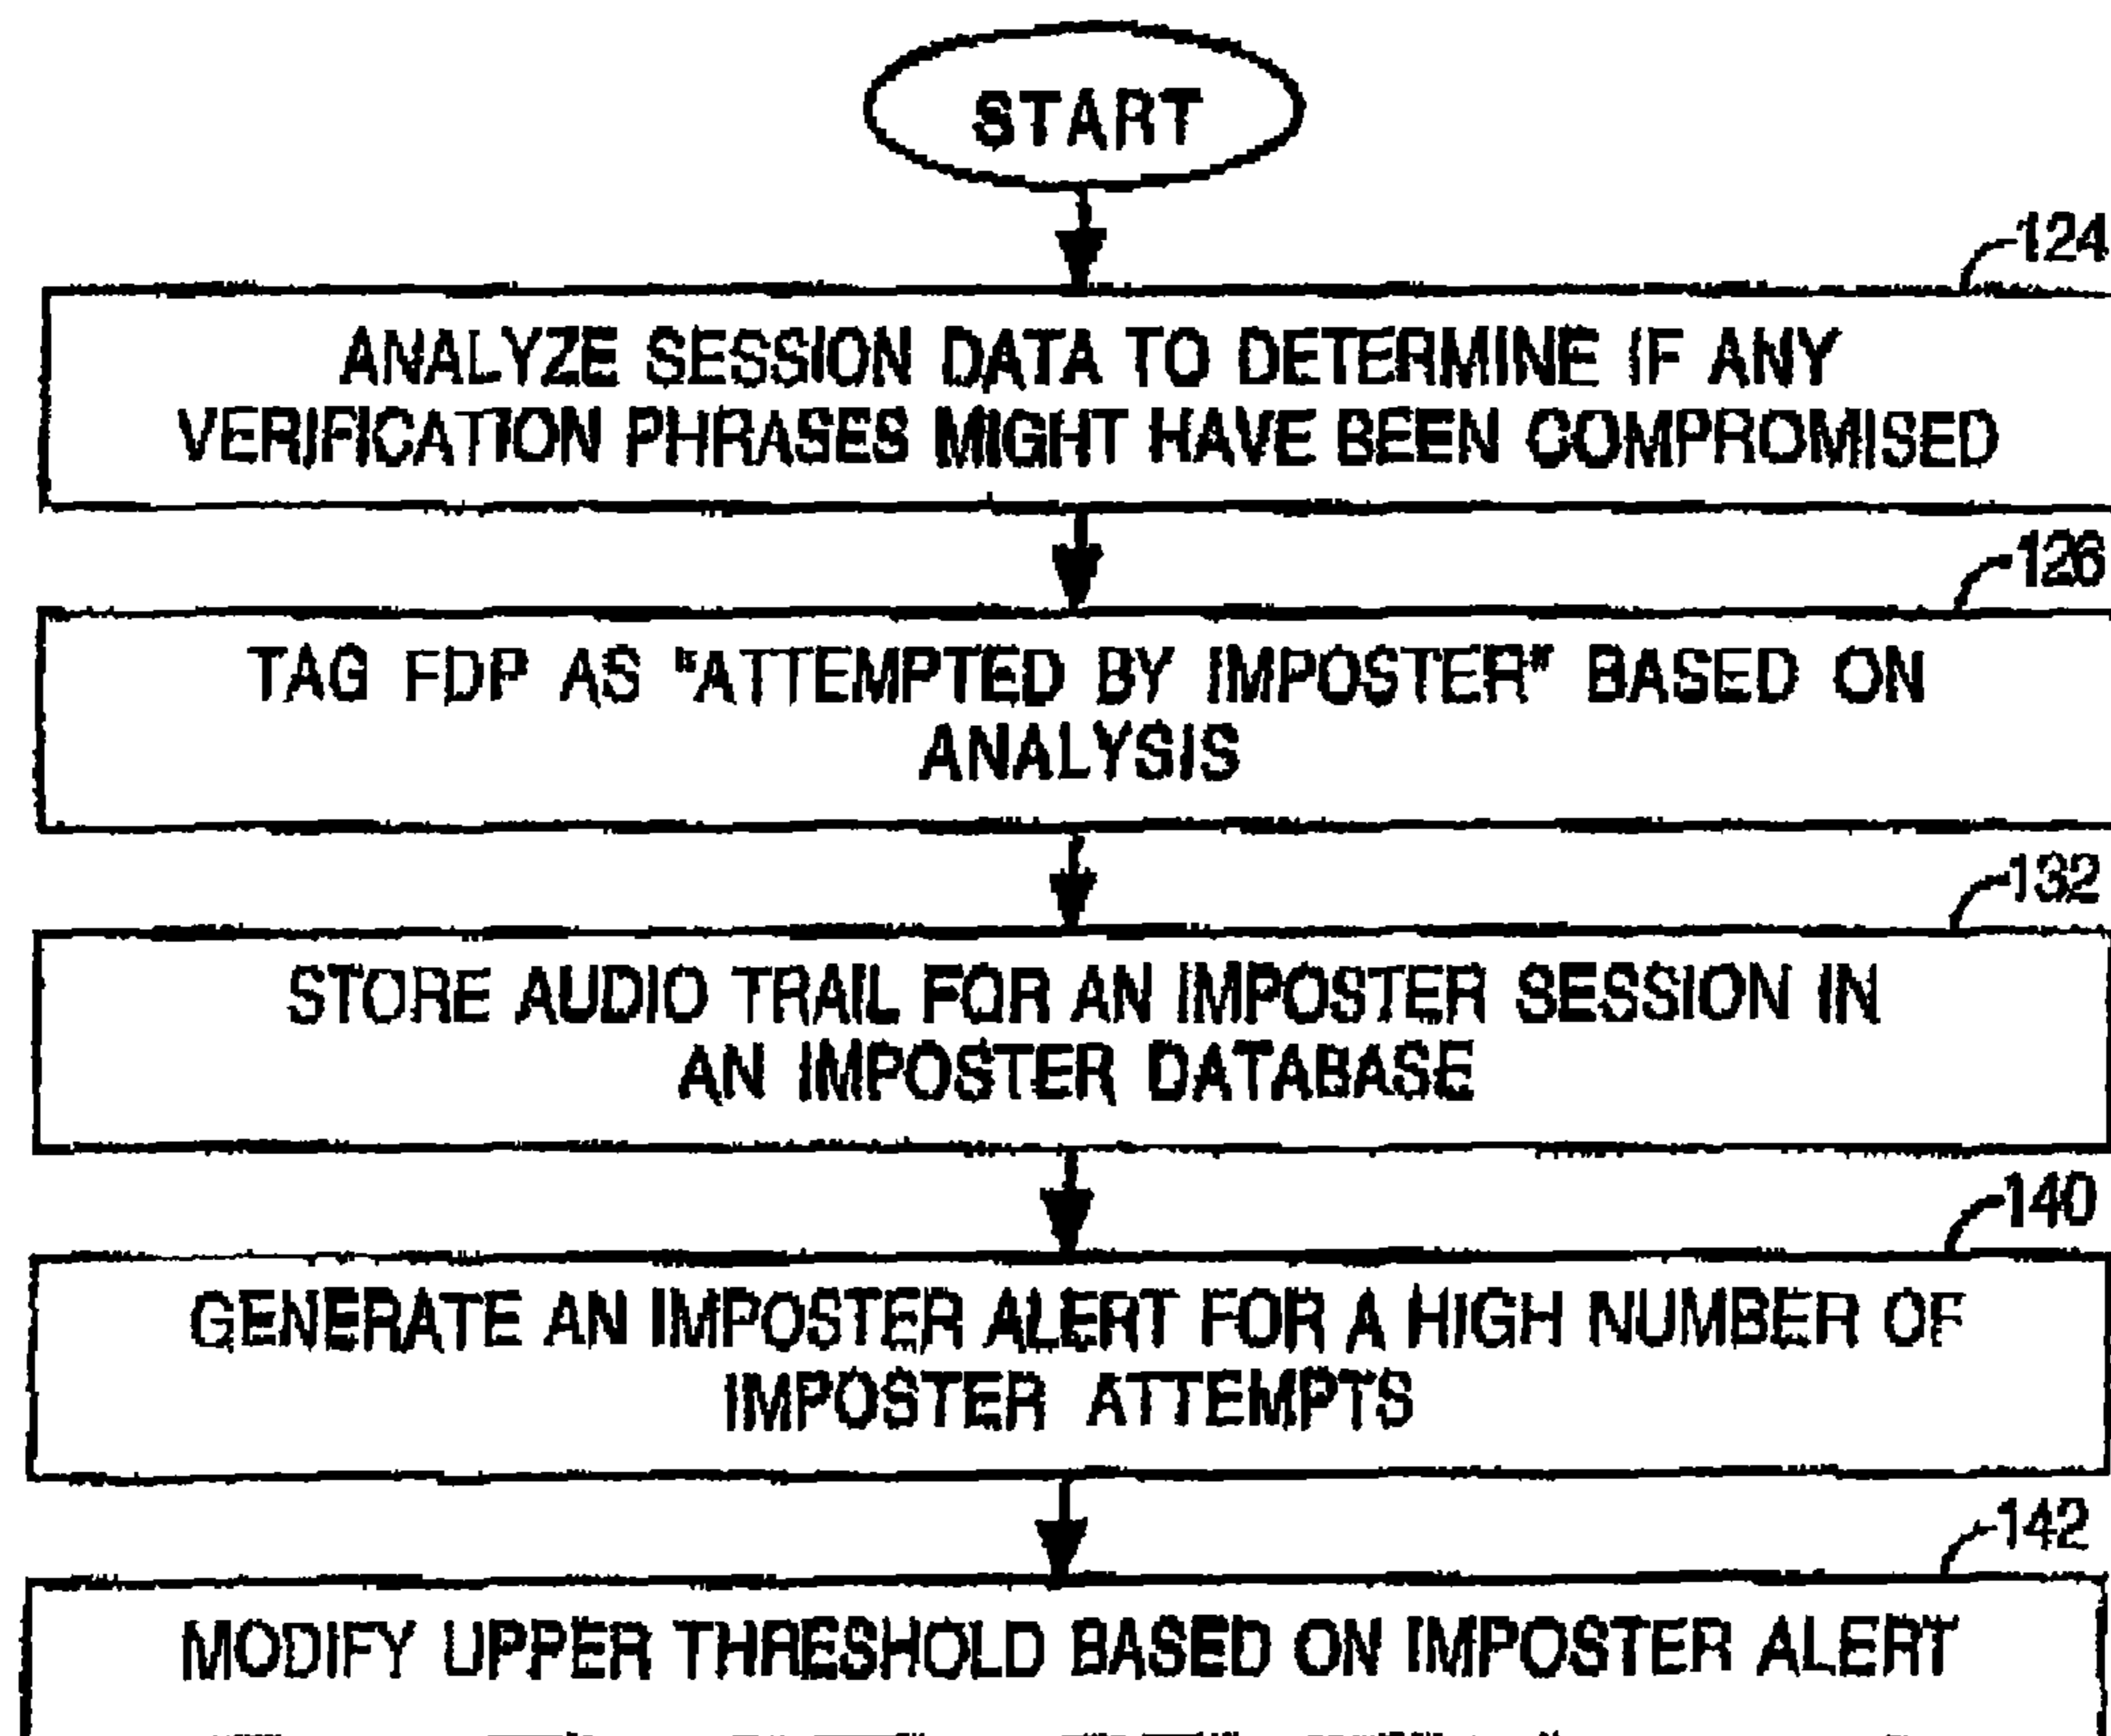 START
124
ANALYZE SESSION DATA TO DETERMINE IF ANY
VERIFICATION PHRASES MIGHT HAVE BEEN COMPROMISED
126
TAG FDP AS "ATTEMPTED BY IMPOSTER" BASED ON
ANALYSIS
132
STORE AUDIO TRAIL FOR AN IMPOSTER SESSION IN
AN IMPOSTER DATABASE
140
GENERATE AN IMPOSTER ALERT FOR A HIGH NUMBER OF
IMPOSTER ATTEMPTS
142
MODIFY UPPER THRESHOLD BASED ON IMPOSTER ALERT